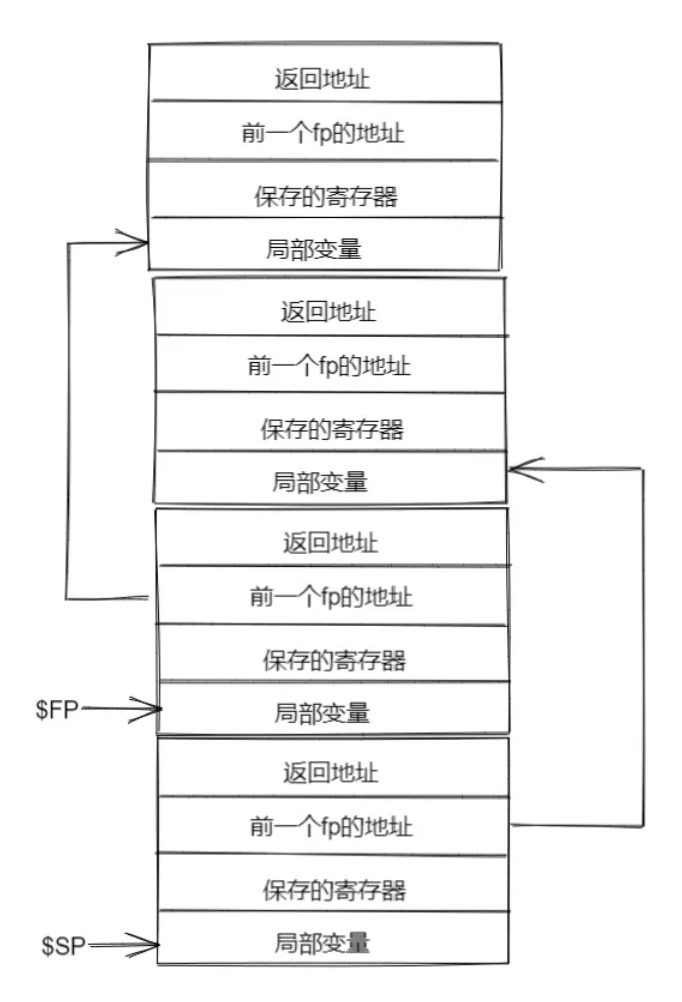 返回地址
前一个fp的地址
保存的寄存器
局部变量
返回地址
前一个fp的地址
保存的寄存器
局部变量
返回地址
前一个fp的地址
保存的寄存器
$FP
局部变量
返回地址
前一个fp的地址
保存的寄存器
$SP
局部变量